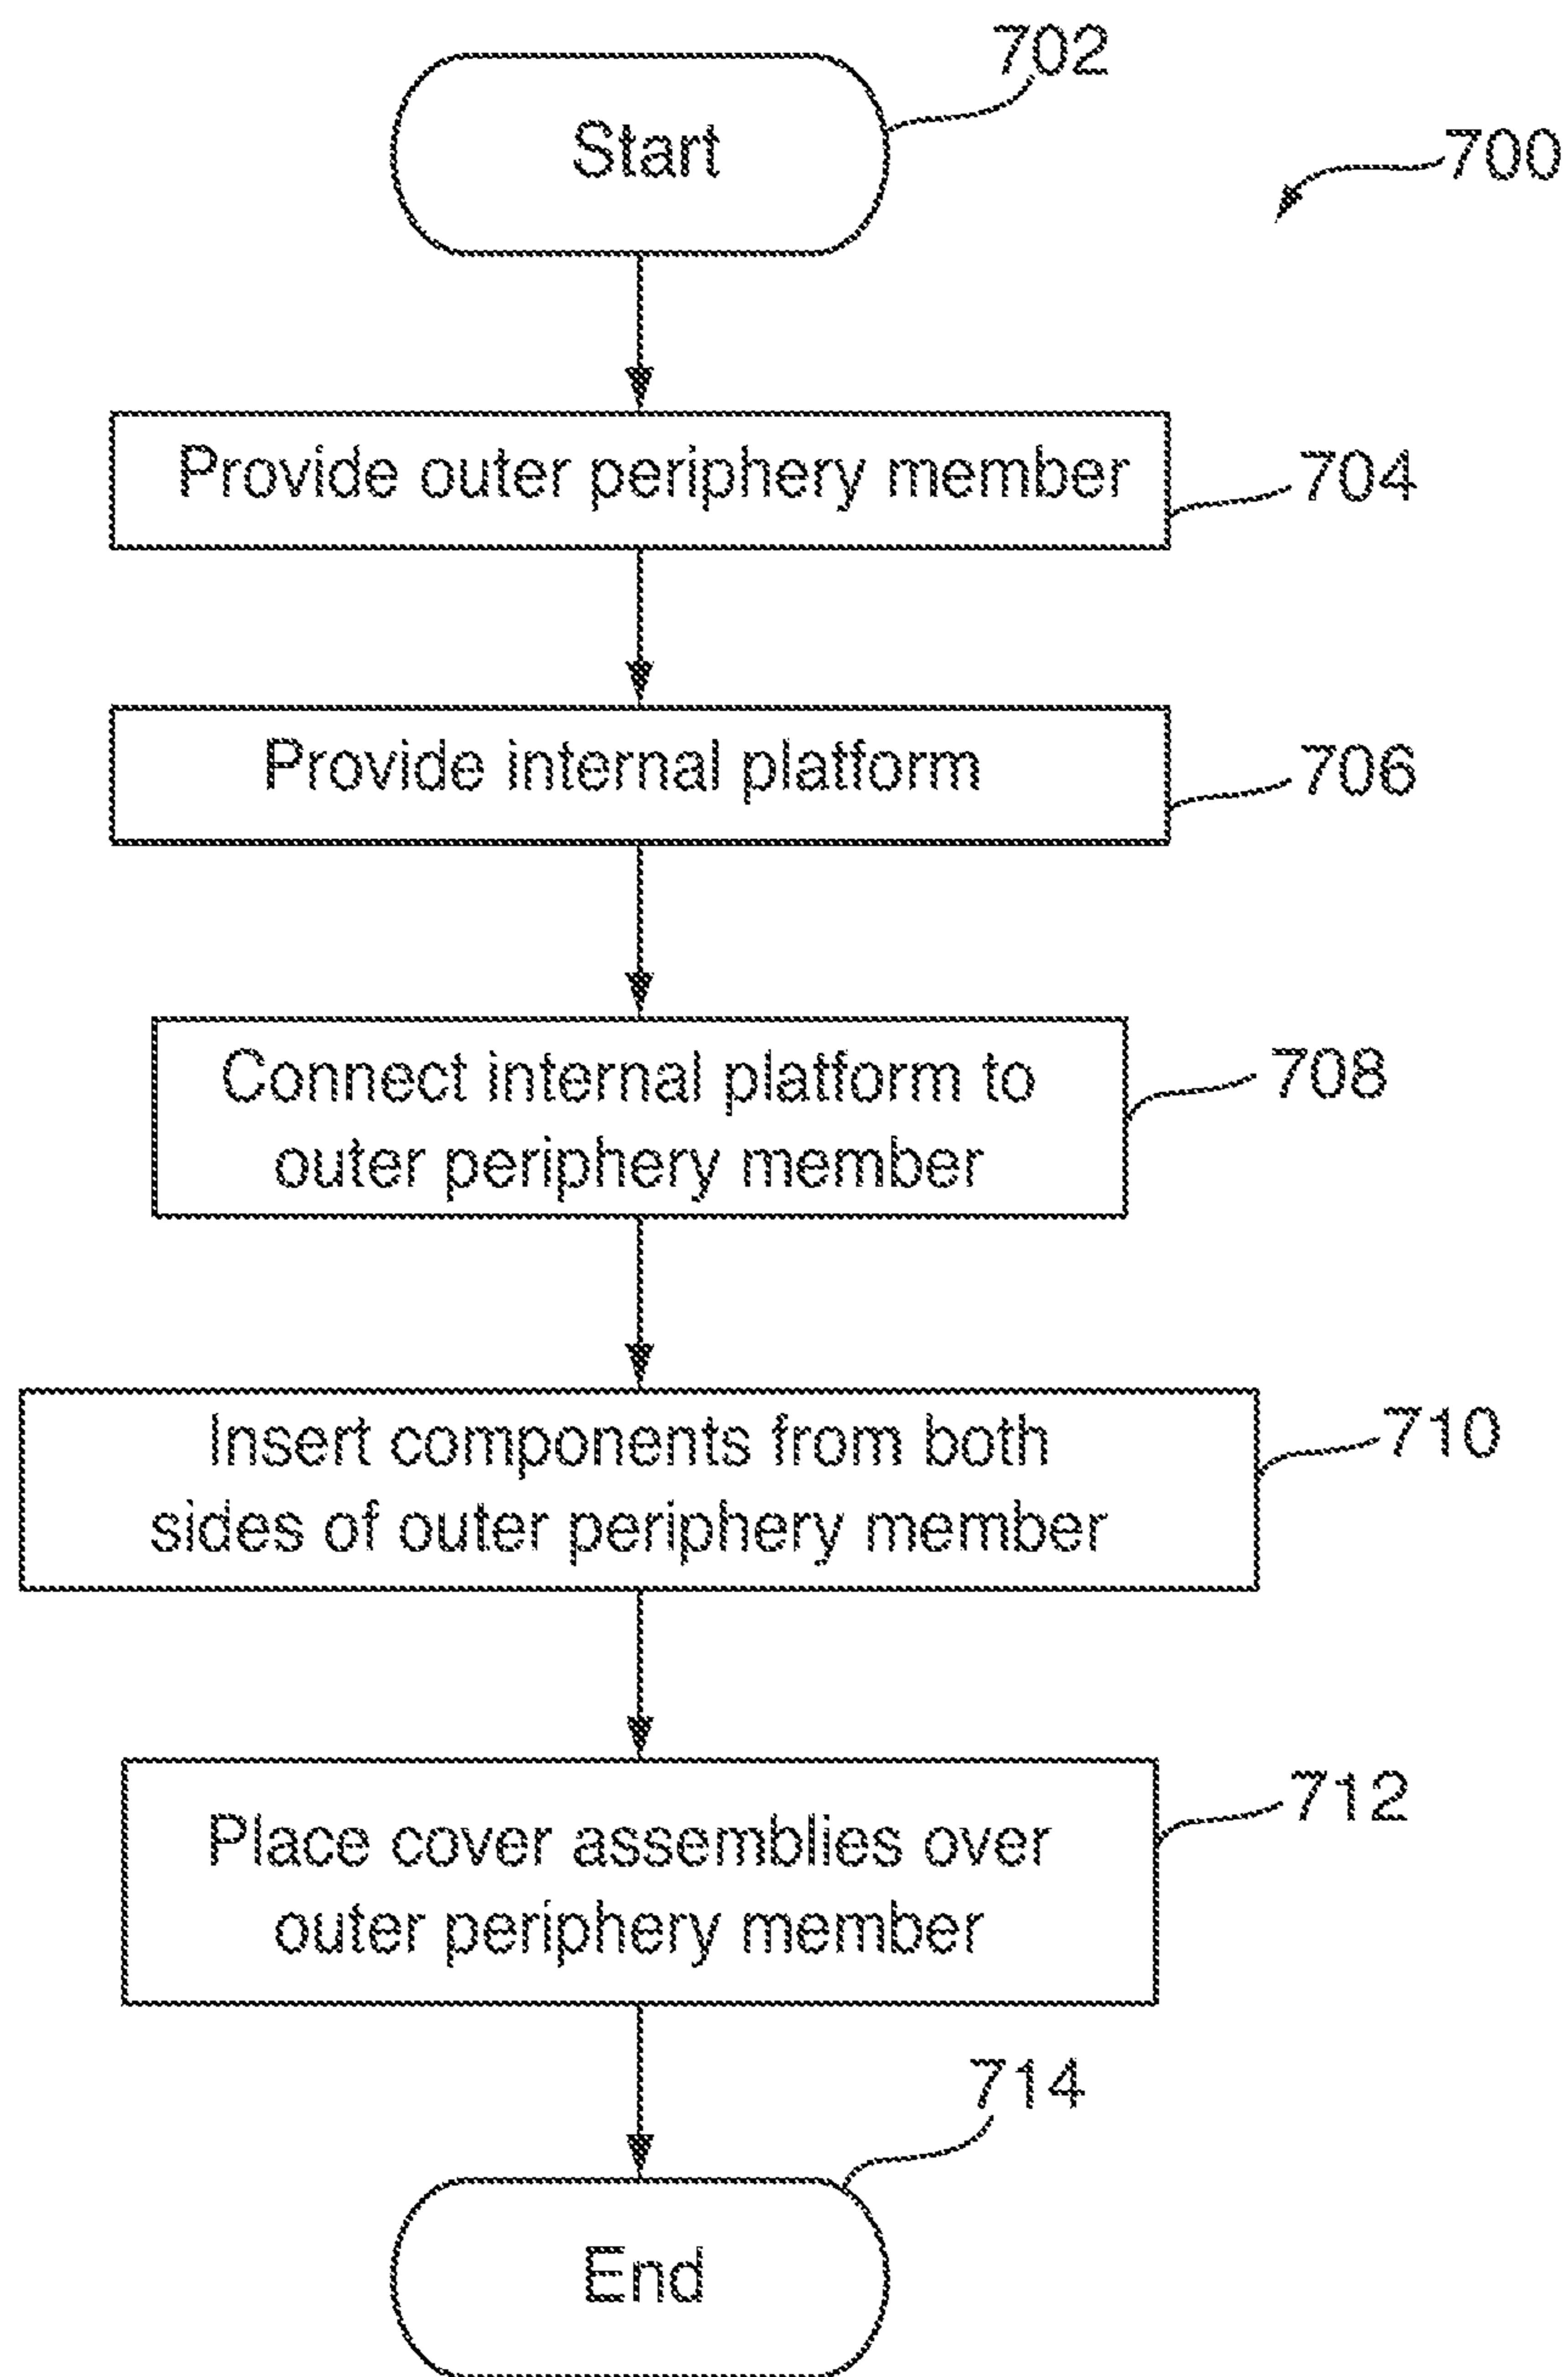 702
Start
700
Provide outer periphery member
704
Provide internal platform
706
Connect internal platform to
outer periphery member
708
Insert components from both
sides of outer periphery member
710
Place cover assemblies over
outer periphery member
712
714
End